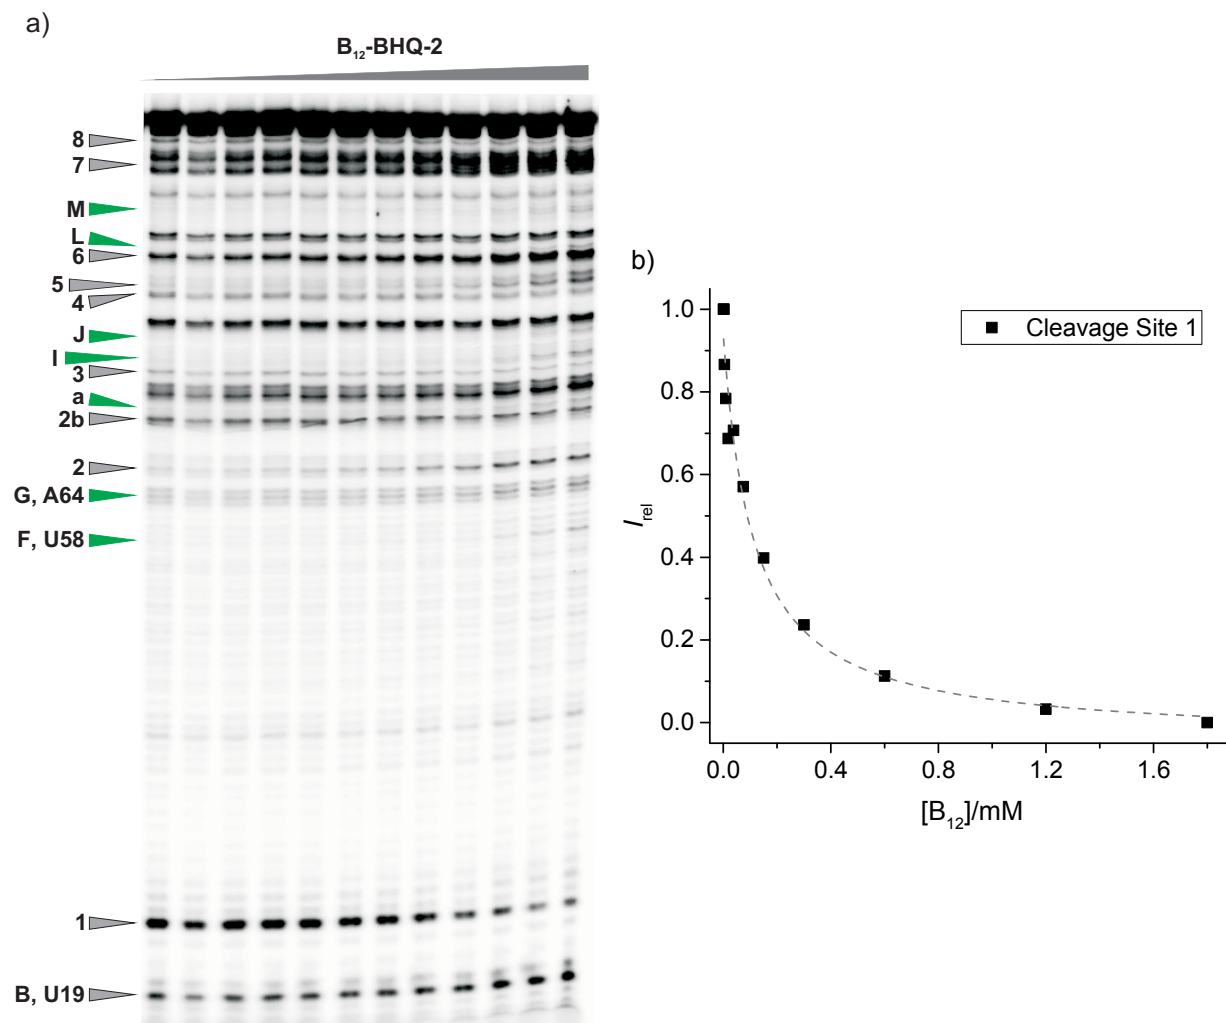 a)
B₁₂-BHQ-2
8
7
M
L
6
5
4
J
I
3
a
2b
2
G, A64
F, U58
1
B, U19
b)
Cleavage Site 1
1.0
0.8
0.6
0.4
0.2
0.0
I_rel
0.0 0.4 0.8 1.2 1.6
[B₁₂]/mM